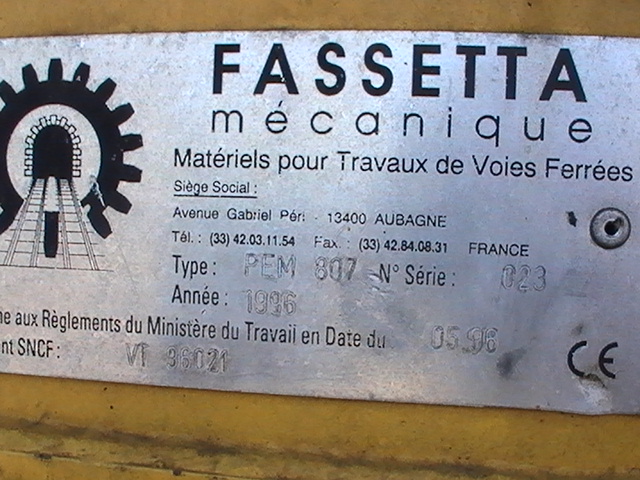 FASSETTA
mécanique
Matériels pour Travaux de Voies Ferrées
Siège Social :
Avenue Gabriel Péri - 13400 AUBAGNE
Tél. : (33) 42.03.11.54 Fax. : (33) 42.84.08.31 FRANCE
Type : PEM 807 N° Série : 023
Année : 1996
aux Règlements du Ministère du Travail en Date du 05.96
SNCF : VT 96021
CE